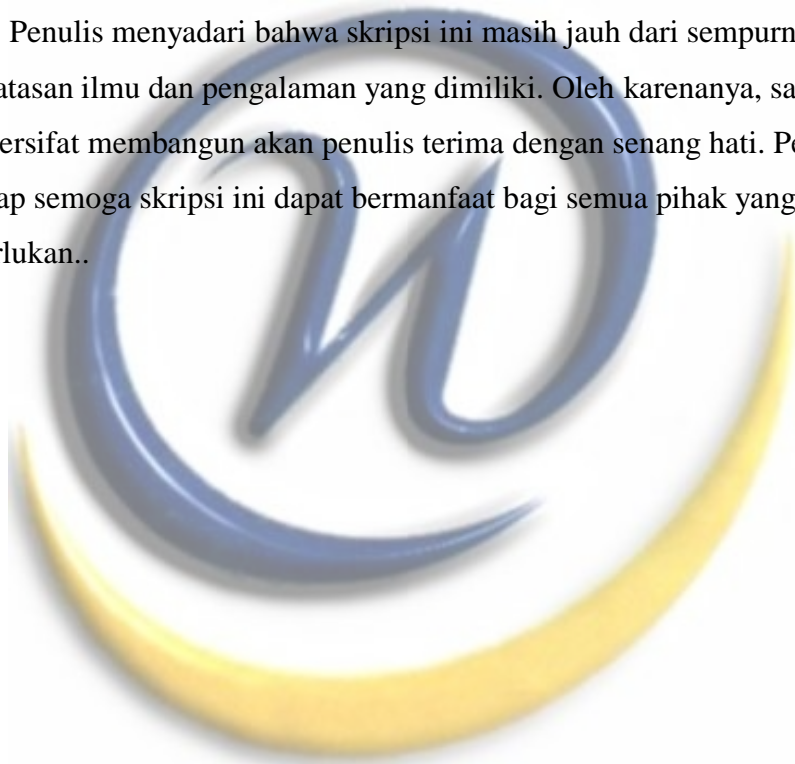 Penulis menyadari bahwa skripsi ini masih jauh dari sempurn
atasan ilmu dan pengalaman yang dimiliki. Oleh karenanya, sa
ersifat membangun akan penulis terima dengan senang hati. Pe
ap semoga skripsi ini dapat bermanfaat bagi semua pihak yang
rlukan..